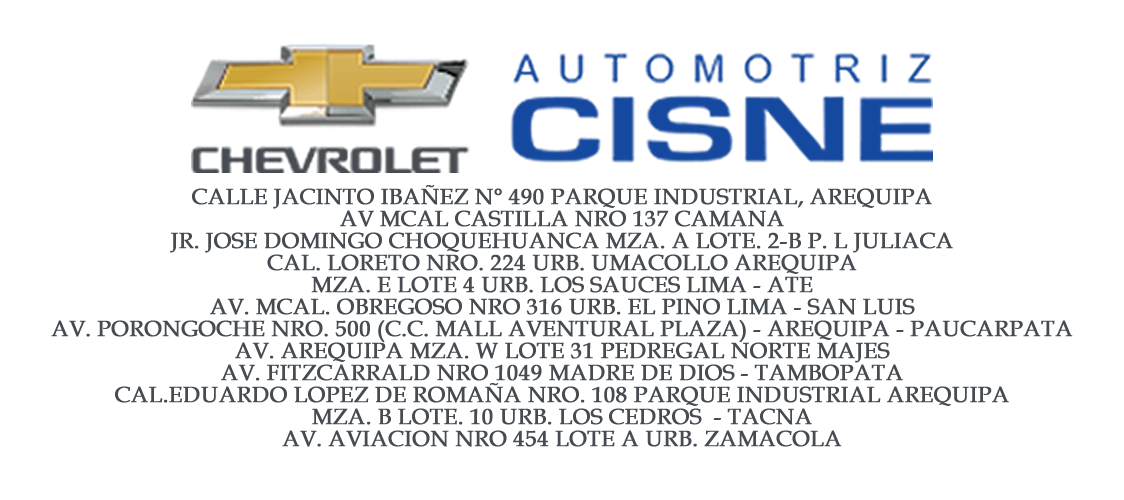 CHEVROLET
AUTOMOTRIZ
CISNE
CALLE JACINTO IBAÑEZ N° 490 PARQUE INDUSTRIAL, AREQUIPA
AV MCAL CASTILLA NRO 137 CAMANA
JR. JOSE DOMINGO CHOQUEHUANCA MZA. A LOTE. 2-B P. L JULIACA
CAL. LORETO NRO. 224 URB. UMACOLLO AREQUIPA
MZA. E LOTE 4 URB. LOS SAUCES LIMA - ATE
AV. MCAL. OBREGOSO NRO 316 URB. EL PINO LIMA - SAN LUIS
AV. PORONGOCHE NRO. 500 (C.C. MALL AVENTURAL PLAZA) - AREQUIPA - PAUCARPATA
AV. AREQUIPA MZA. W LOTE 31 PEDREGAL NORTE MAJES
AV. FITZCARRALD NRO 1049 MADRE DE DIOS - TAMBOPATA
CAL.EDUARDO LOPEZ DE ROMAÑA NRO. 108 PARQUE INDUSTRIAL AREQUIPA
MZA. B LOTE. 10 URB. LOS CEDROS  - TACNA
AV. AVIACION NRO 454 LOTE A URB. ZAMACOLA